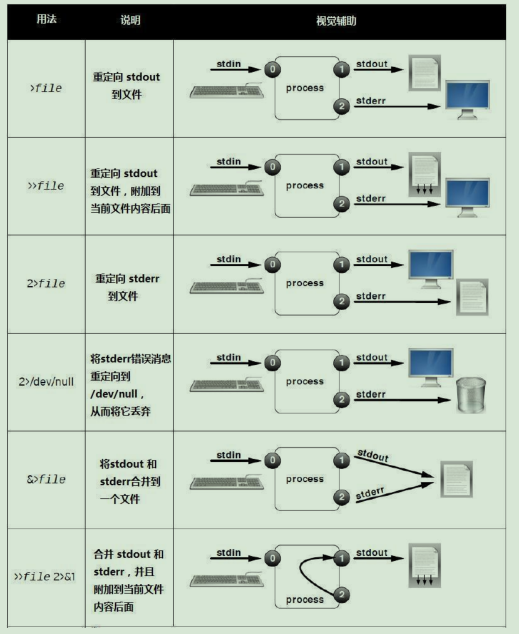 用法 说明 视觉辅助
>file
重定向 stdout
到文件
stdin 0 process 1 stdout 2 stderr
>>file
重定向 stdout
到文件，附加到
当前文件内容后面
stdin 0 process 1 stdout 2 stderr
2>file
重定向 stderr
到文件
stdin 0 process 1 stdout 2 stderr
2>/dev/null
将stderr错误消息
重定向到
/dev/null，
从而将它丢弃
stdin 0 process 1 stdout 2 stderr
&>file
将stdout 和
stderr合并到
一个文件
stdin 0 process 1 stdout 2 stderr
>>file 2>&1
合并 stdout 和
stderr，并且
附加到当前文件
内容后面
stdin 0 process 1 stdout 2